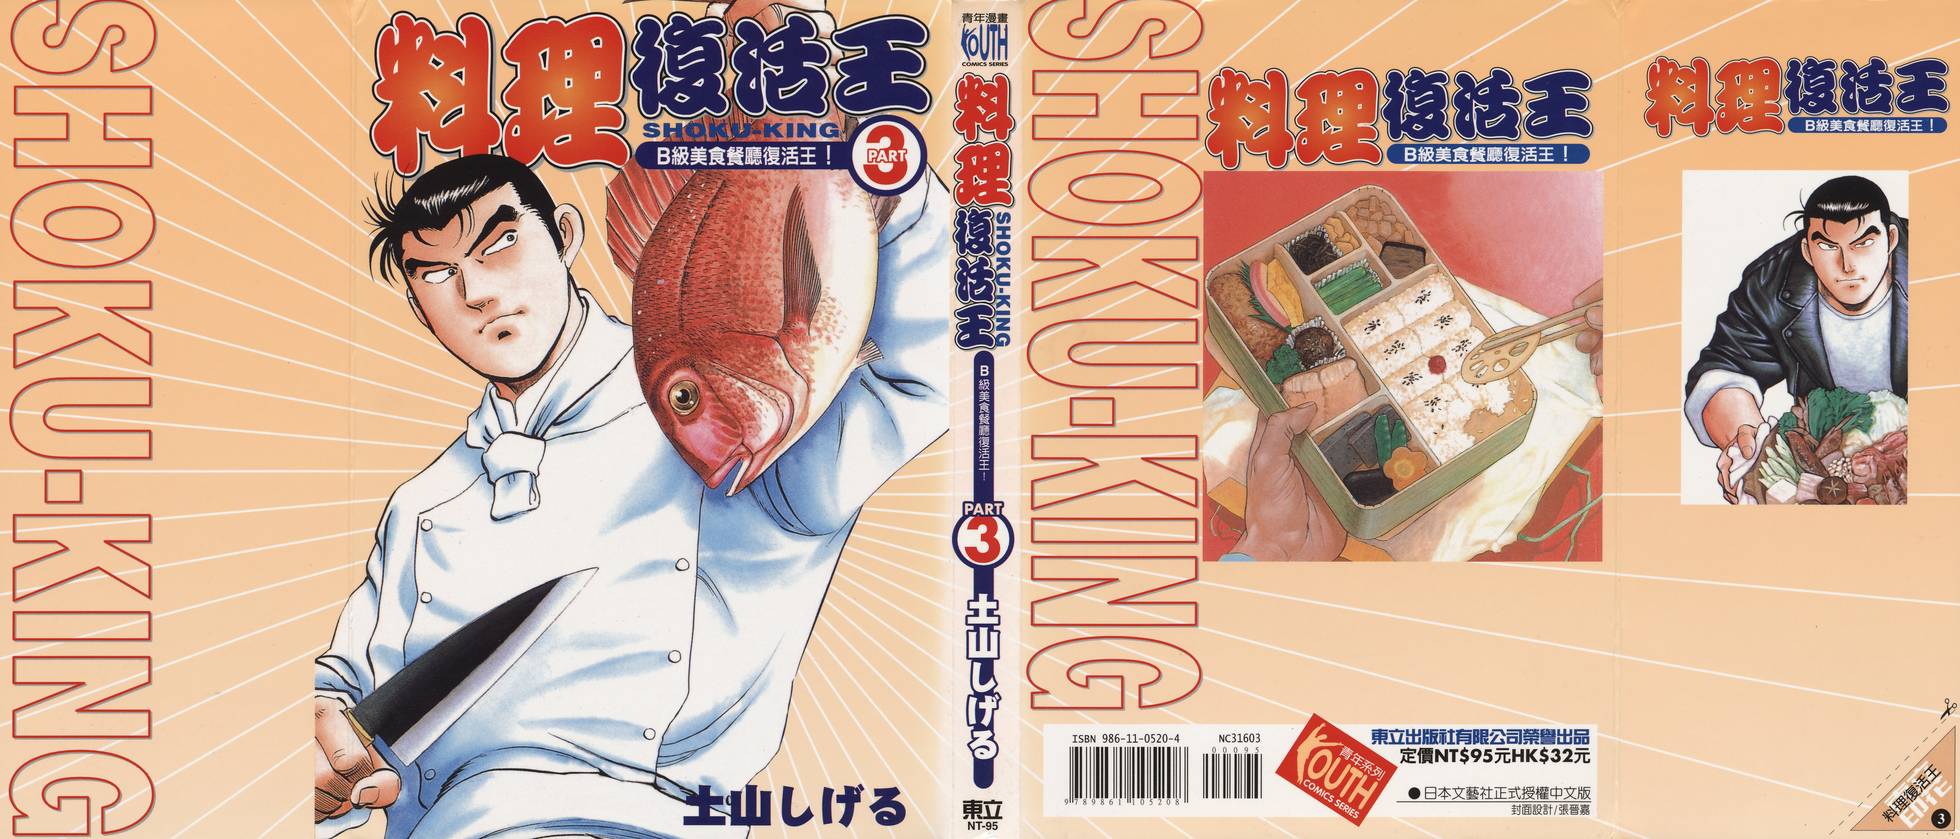 SHOKU-KING
料理復活王
SHOKU-KING
B級美食餐廳復活王！
PART
3
土山しげる
青年漫畫
YOUTH
COMICS SERIES
料理復活王
SHOKU-KING
B級美食餐廳復活王！
PART
3
土山しげる
東立
NT-95
SHOKU-KING
料理復活王
B級美食餐廳復活王！
ISBN 986-11-0520-4
NC31603
00095
9 789861 105208
青年系列
YOUTH
COMICS SERIES
東立出版社有限公司榮譽出品
定價NT$95元HK$32元
●日本文藝社正式授權中文版
封面設計/張晉嘉
料理復活王
B級美食餐廳復活王！
料理復活王
3